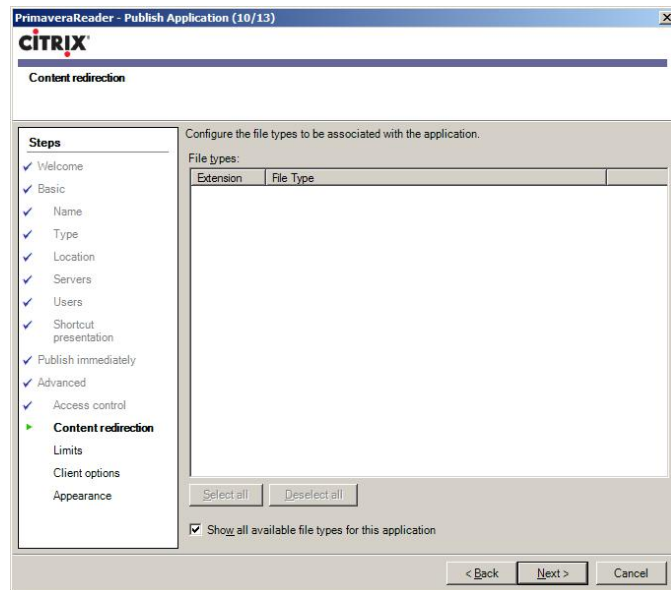 PrimaveraReader - Publish Application (10/13)
CİTRIX
Content redirection
Steps
Welcome
Basic
Name
Type
Location
Servers
Users
Shortcut
presentation
Publish immediately
Advanced
Access control
Content redirection
Limits
Client options
Appearance
Configure the file types to be associated with the application.
File types:
Extension File Type
Select all Deselect all
Show all available file types for this application
< Back Next > Cancel